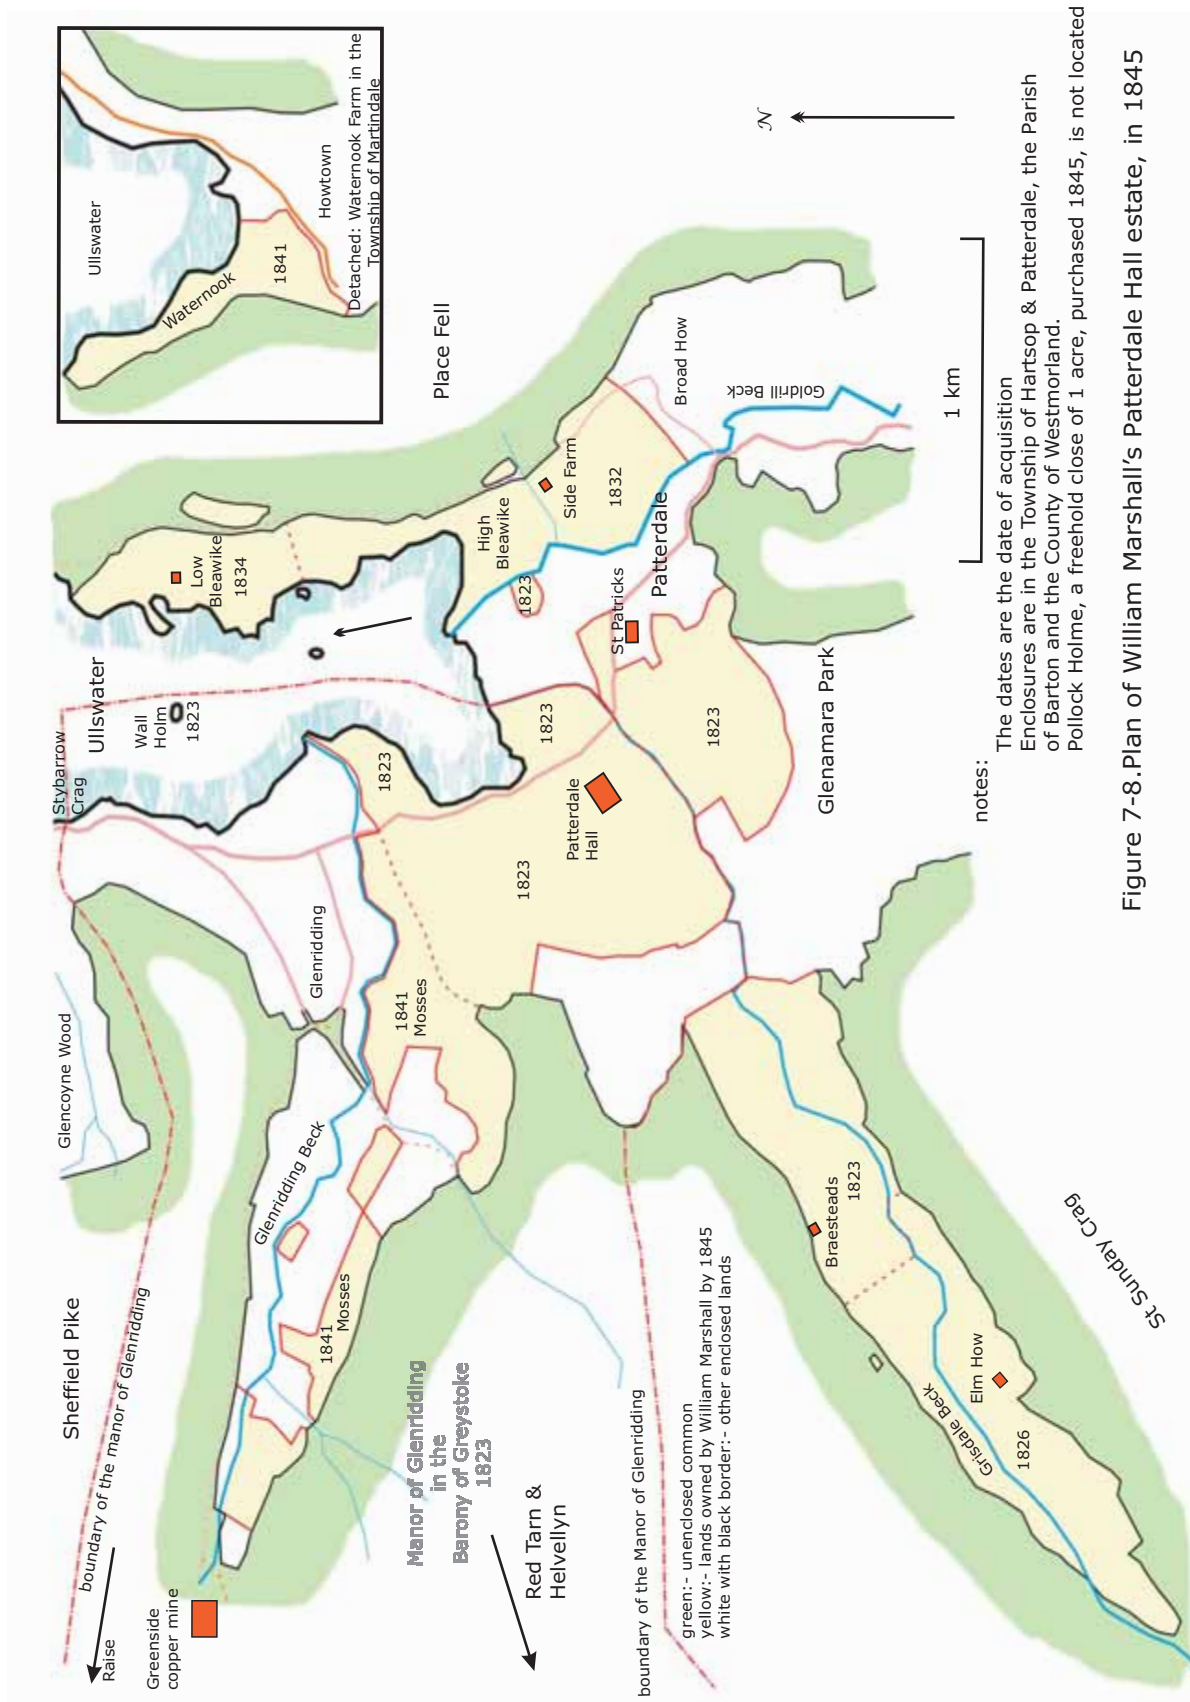 Ullswater
Waternook
1841
Howtown
Detached: Waternook Farm in the
Township of Martindale
N
Place Fell
Broad How
Goldrill Beck
Side Farm
1832
High
Bleawike
Low
Bleawike
1834
1823
St Patricks
Patterdale
Ullswater
Wall
Holm
1823
Stybarrow
Crag
1823
1823
1823
Glenamara Park
Patterdale
Hall
1823
Glenridding
1841
Mosses
Glencoyne Wood
Glenridding Beck
1841
Mosses
Sheffield Pike
boundary of the manor of Glenridding
Raise
Greenside
copper mine
Manor of Glenridding
in the
Barony of Greystoke
1823
Red Tarn &
Helvellyn
boundary of the Manor of Glenridding
Braesteads
1823
Elm How
Grisdale Beck
1826
St Sunday Crag
green:- unenclosed common
yellow:- lands owned by William Marshall by 1845
white with black border:- other enclosed lands
1 km
notes:
The dates are the date of acquisition
Enclosures are in the Township of Hartsop & Patterdale, the Parish
of Barton and the County of Westmorland.
Pollock Holme, a freehold close of 1 acre, purchased 1845, is not located
Figure 7-8.Plan of William Marshall's Patterdale Hall estate, in 1845